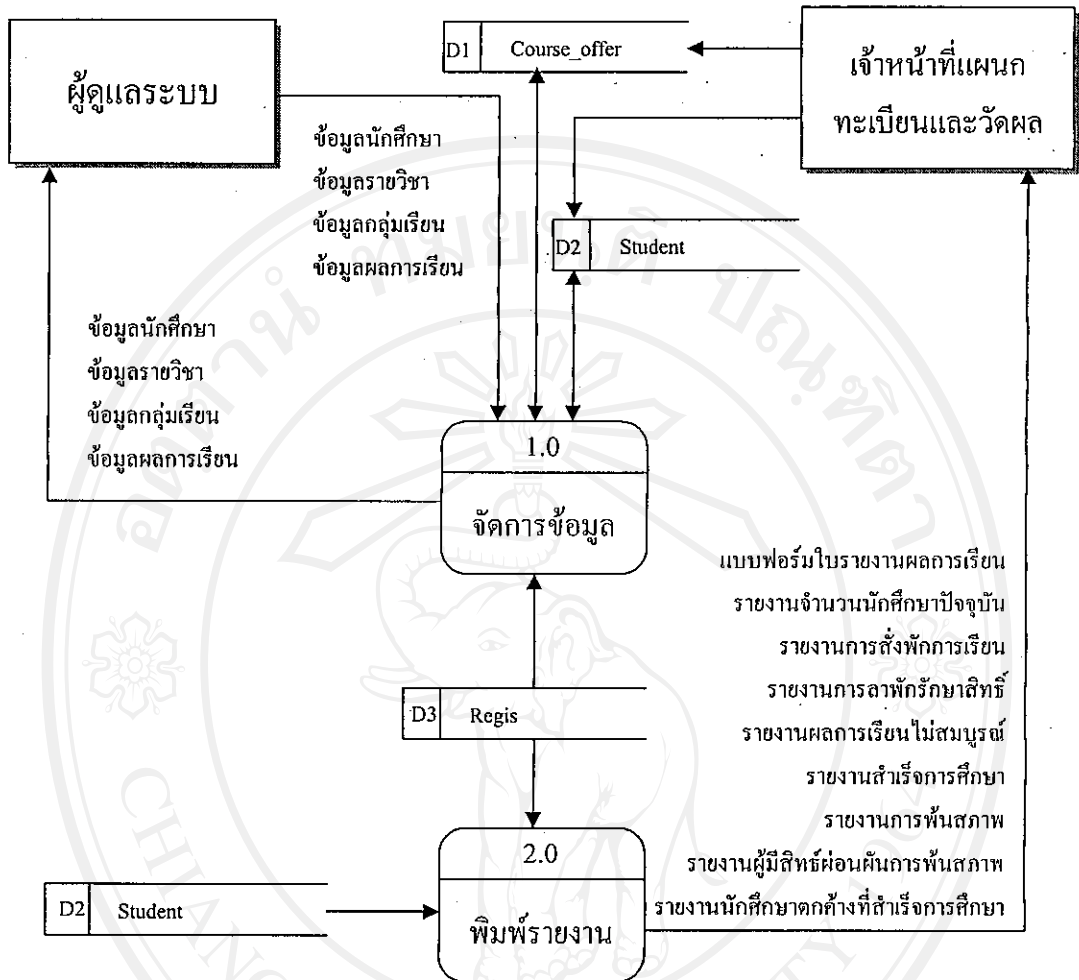 ผู้ดูแลระบบ
D1 Course_offer
เจ้าหน้าที่แผนก
ทะเบียนและวัดผล
ข้อมูลนักศึกษา
ข้อมูลรายวิชา
ข้อมูลกลุ่มเรียน
ข้อมูลผลการเรียน
D2 Student
ข้อมูลนักศึกษา
ข้อมูลรายวิชา
ข้อมูลกลุ่มเรียน
ข้อมูลผลการเรียน
1.0
จัดการข้อมูล
แบบฟอร์มใบรายงานผลการเรียน
รายงานจำนวนนักศึกษาปัจจุบัน
รายงานการสั่งพักการเรียน
รายงานการลาพักรักษาสิทธิ์
รายงานผลการเรียนไม่สมบูรณ์
รายงานสำเร็จการศึกษา
รายงานการพ้นสภาพ
รายงานผู้มีสิทธ์ผ่อนผันการพ้นสภาพ
รายงานนักศึกษาตกค้างที่สำเร็จการศึกษา
D3 Regis
2.0
พิมพ์รายงาน
D2 Student